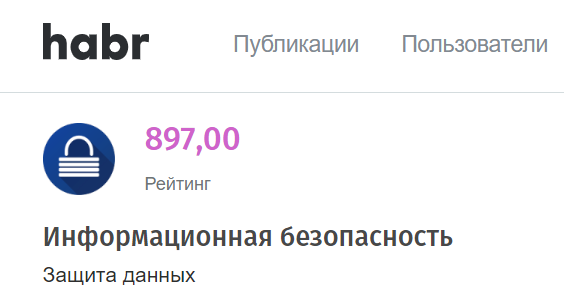 habr Публикации Пользователи
897,00
Рейтинг
Информационная безопасность
Защита данных